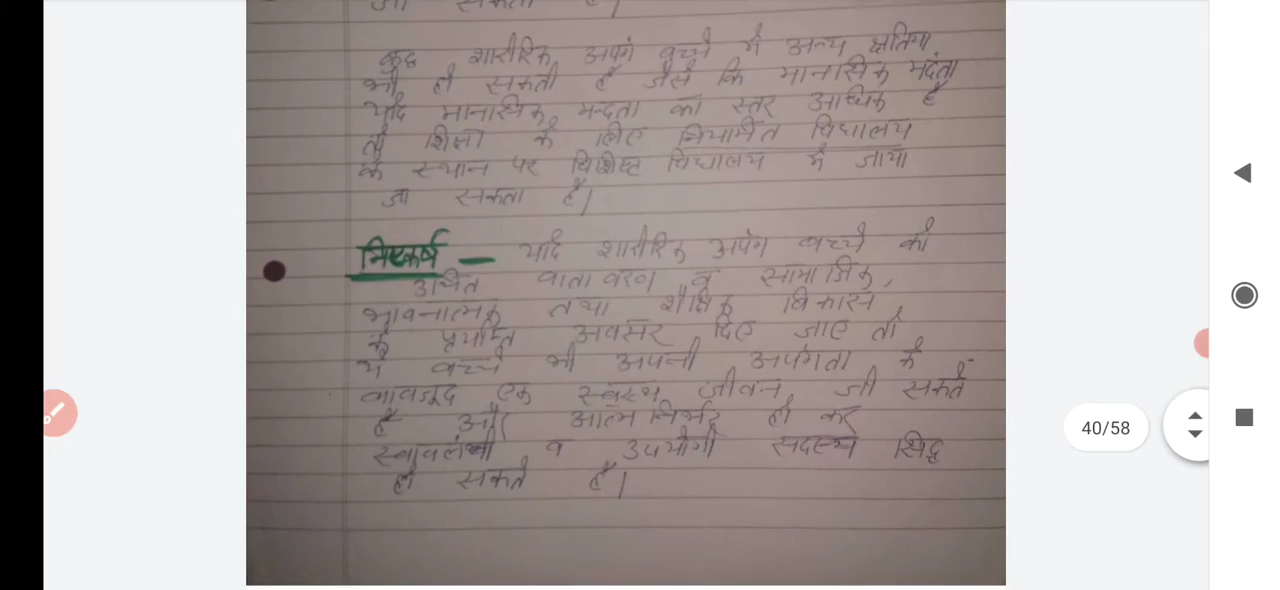 जा सकता है।
कुछ शारीरिक अपंग बच्चे में अन्य क्षतिया
भी हो सकती हैं जैसे कि मानसिक मदंता
यदि मानसिक मन्दता का स्तर अधिक है
तो शिक्षा के लिए नियमित विद्यालय
के स्थान पर विशिष्ट विद्यालय में जाया
जा सकता है।
निष्कर्ष — यदि शारीरिक अपंग बच्चे को
उचित वातावरण व सामाजिक,
भावनात्मक तथा शैक्षिक विकास
के पर्याप्त अवसर दिए जाए तो
ये बच्चे भी अपनी अपंगता के
बावजूद एक स्वस्थ जीवन जी सकते
हैं और आत्म निर्भर हो कर
स्वावलंबी व उपयोगी सदस्य सिद्ध
हो सकते हैं।
40/58